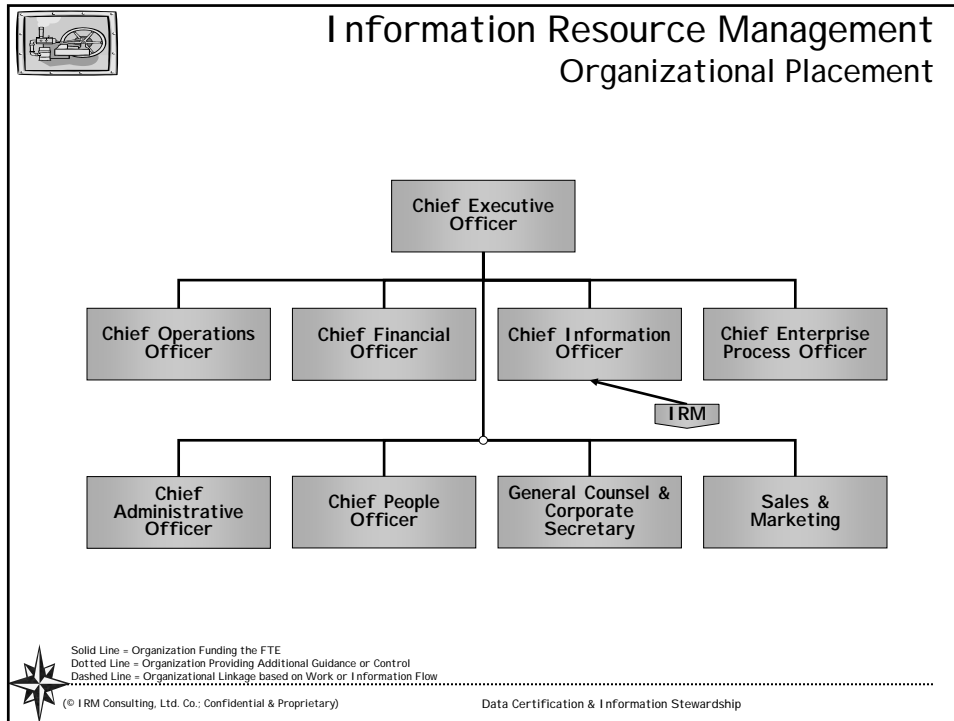 Information Resource Management
Organizational Placement
Chief Executive
Officer
Chief Operations
Officer
Chief Financial
Officer
Chief Information
Officer
Chief Enterprise
Process Officer
IRM
Chief
Administrative
Officer
Chief People
Officer
General Counsel &
Corporate
Secretary
Sales &
Marketing
Solid Line = Organization Funding the FTE
Dotted Line = Organization Providing Additional Guidance or Control
Dashed Line = Organizational Linkage based on Work or Information Flow
(© IRM Consulting, Ltd. Co.; Confidential & Proprietary)
Data Certification & Information Stewardship